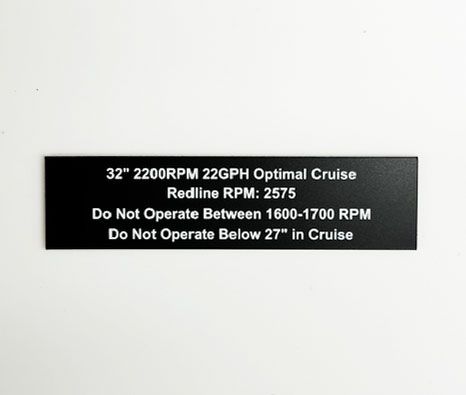 32" 2200RPM 22GPH Optimal Cruise
Redline RPM: 2575
Do Not Operate Between 1600-1700 RPM
Do Not Operate Below 27" in Cruise